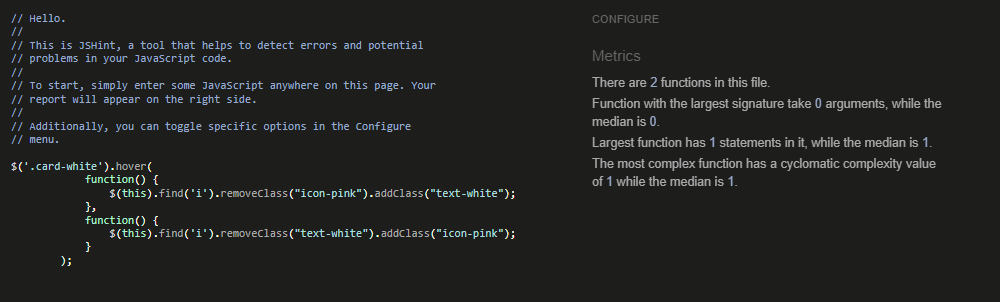 // Hello.
//
// This is JSHint, a tool that helps to detect errors and potential
// problems in your JavaScript code.
//
// To start, simply enter some JavaScript anywhere on this page. Your
// report will appear on the right side.
//
// Additionally, you can toggle specific options in the Configure
// menu.

$('.card-white').hover(
            function() {
                $(this).find('i').removeClass("icon-pink").addClass("text-white");
            },
            function() {
                $(this).find('i').removeClass("text-white").addClass("icon-pink");
            }
        );
CONFIGURE
Metrics
There are 2 functions in this file.
Function with the largest signature take 0 arguments, while the
median is 0.
Largest function has 1 statements in it, while the median is 1.
The most complex function has a cyclomatic complexity value
of 1 while the median is 1.